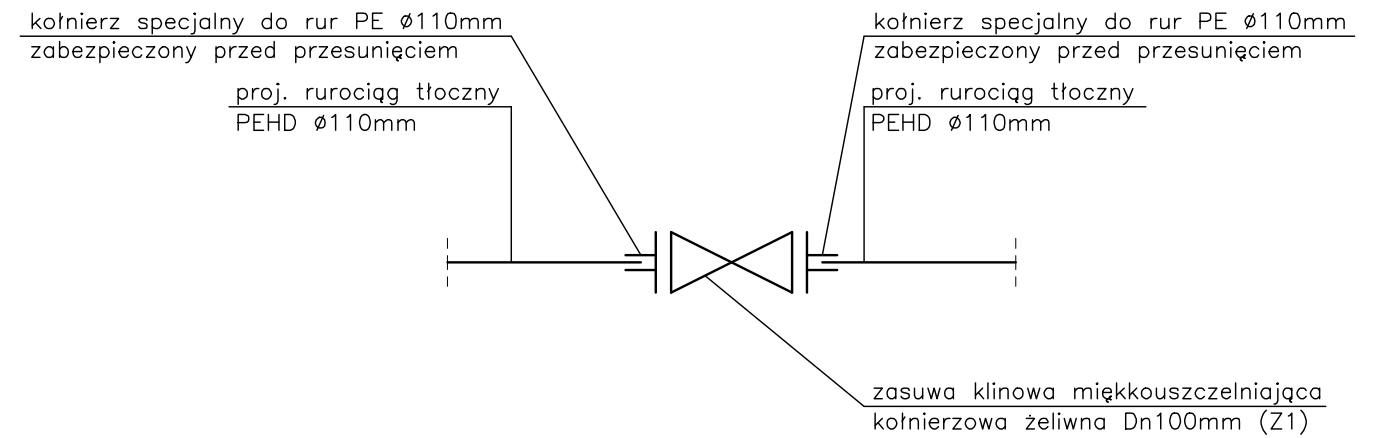 kołnierz specjalny do rur PE ø110mm
zabezpieczony przed przesunięciem
proj. rurociąg tłoczny
PEHD ø110mm
kołnierz specjalny do rur PE ø110mm
zabezpieczony przed przesunięciem
proj. rurociąg tłoczny
PEHD ø110mm
zasuwa klinowa miękkouszczelniająca
kołnierzowa żeliwna Dn100mm (Z1)